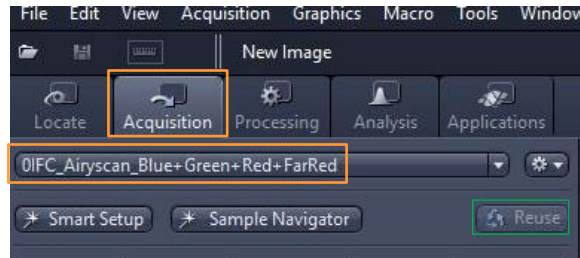 File Edit View Acquisition Graphics Macro Tools Window
New Image
Locate Acquisition Processing Analysis Applications
0IFC_Airyscan_Blue+Green+Red+FarRed
Smart Setup Sample Navigator Reuse